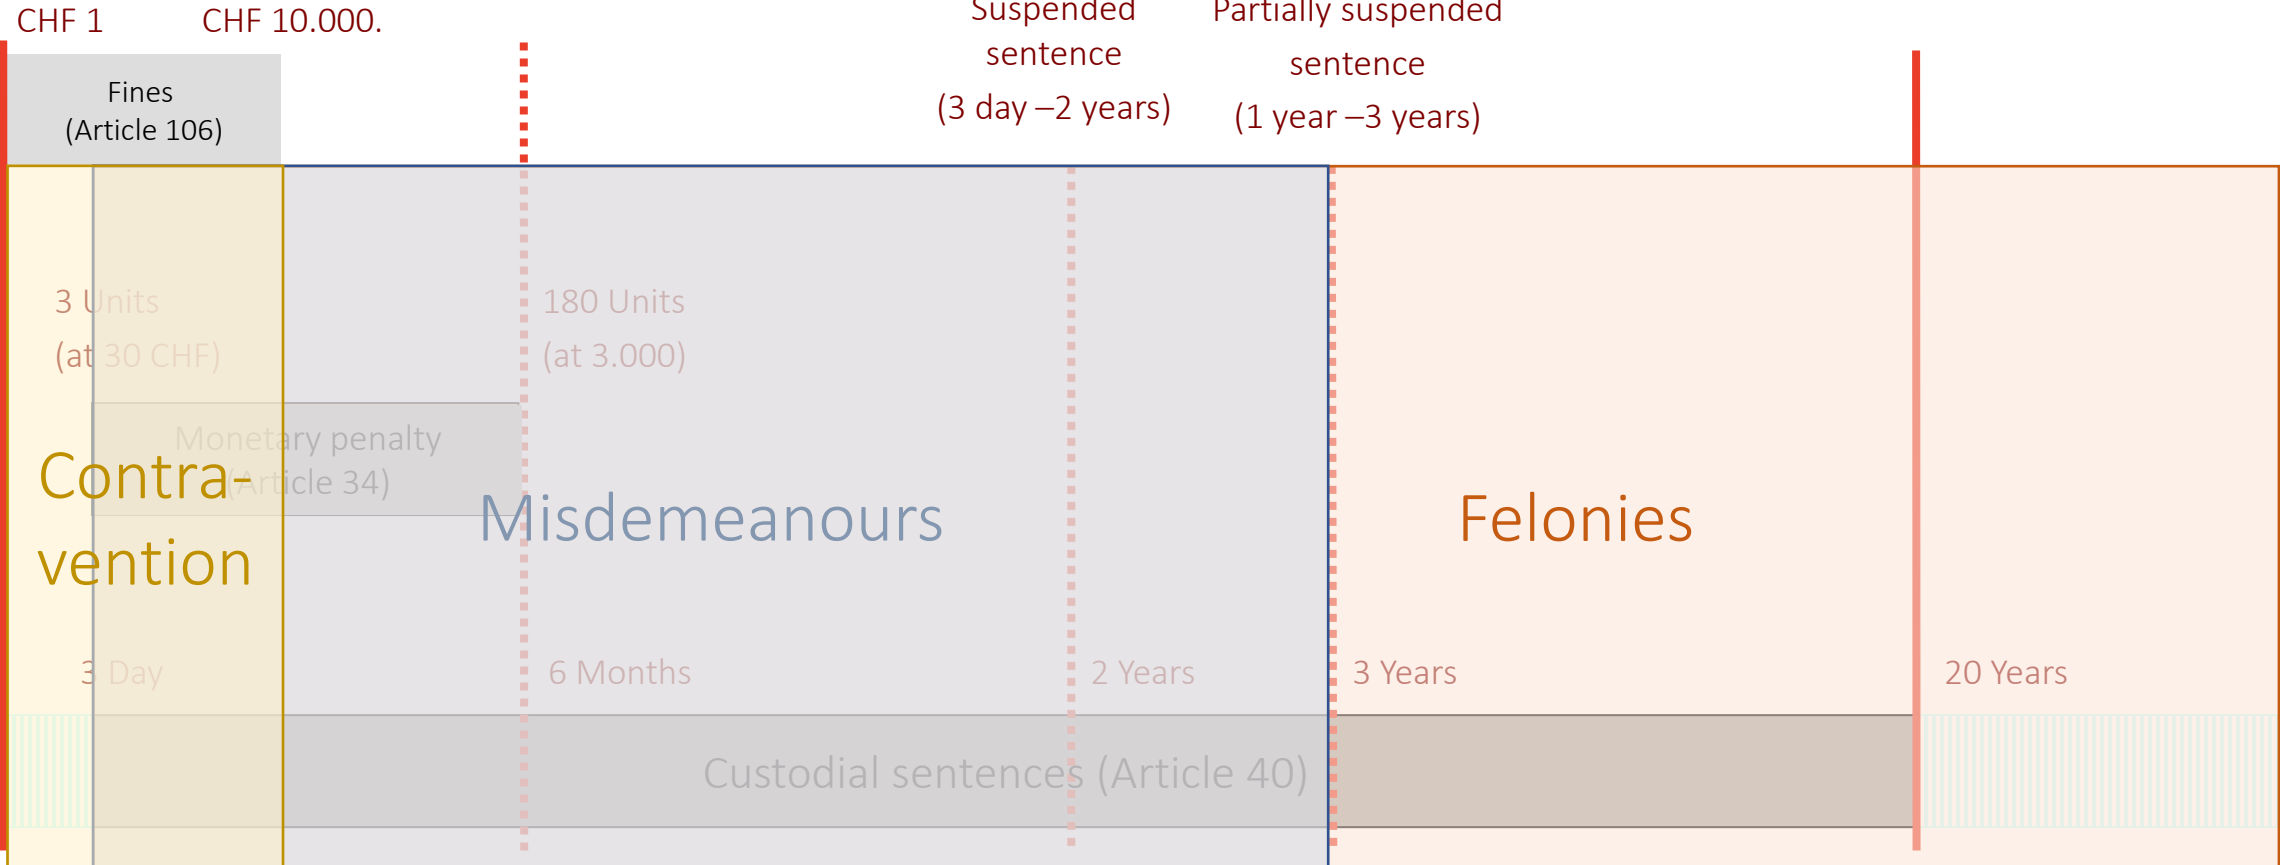 CHF 1
CHF 10.000.
Suspended
sentence
(3 day –2 years)
Partially suspended
sentence
(1 year –3 years)
Fines
(Article 106)
3 Units
(at 30 CHF)
180 Units
(at 3.000)
Monetary penalty
(Article 34)
Contra-
vention
Misdemeanours
Felonies
3 Day
6 Months
2 Years
3 Years
20 Years
Custodial sentences (Article 40)